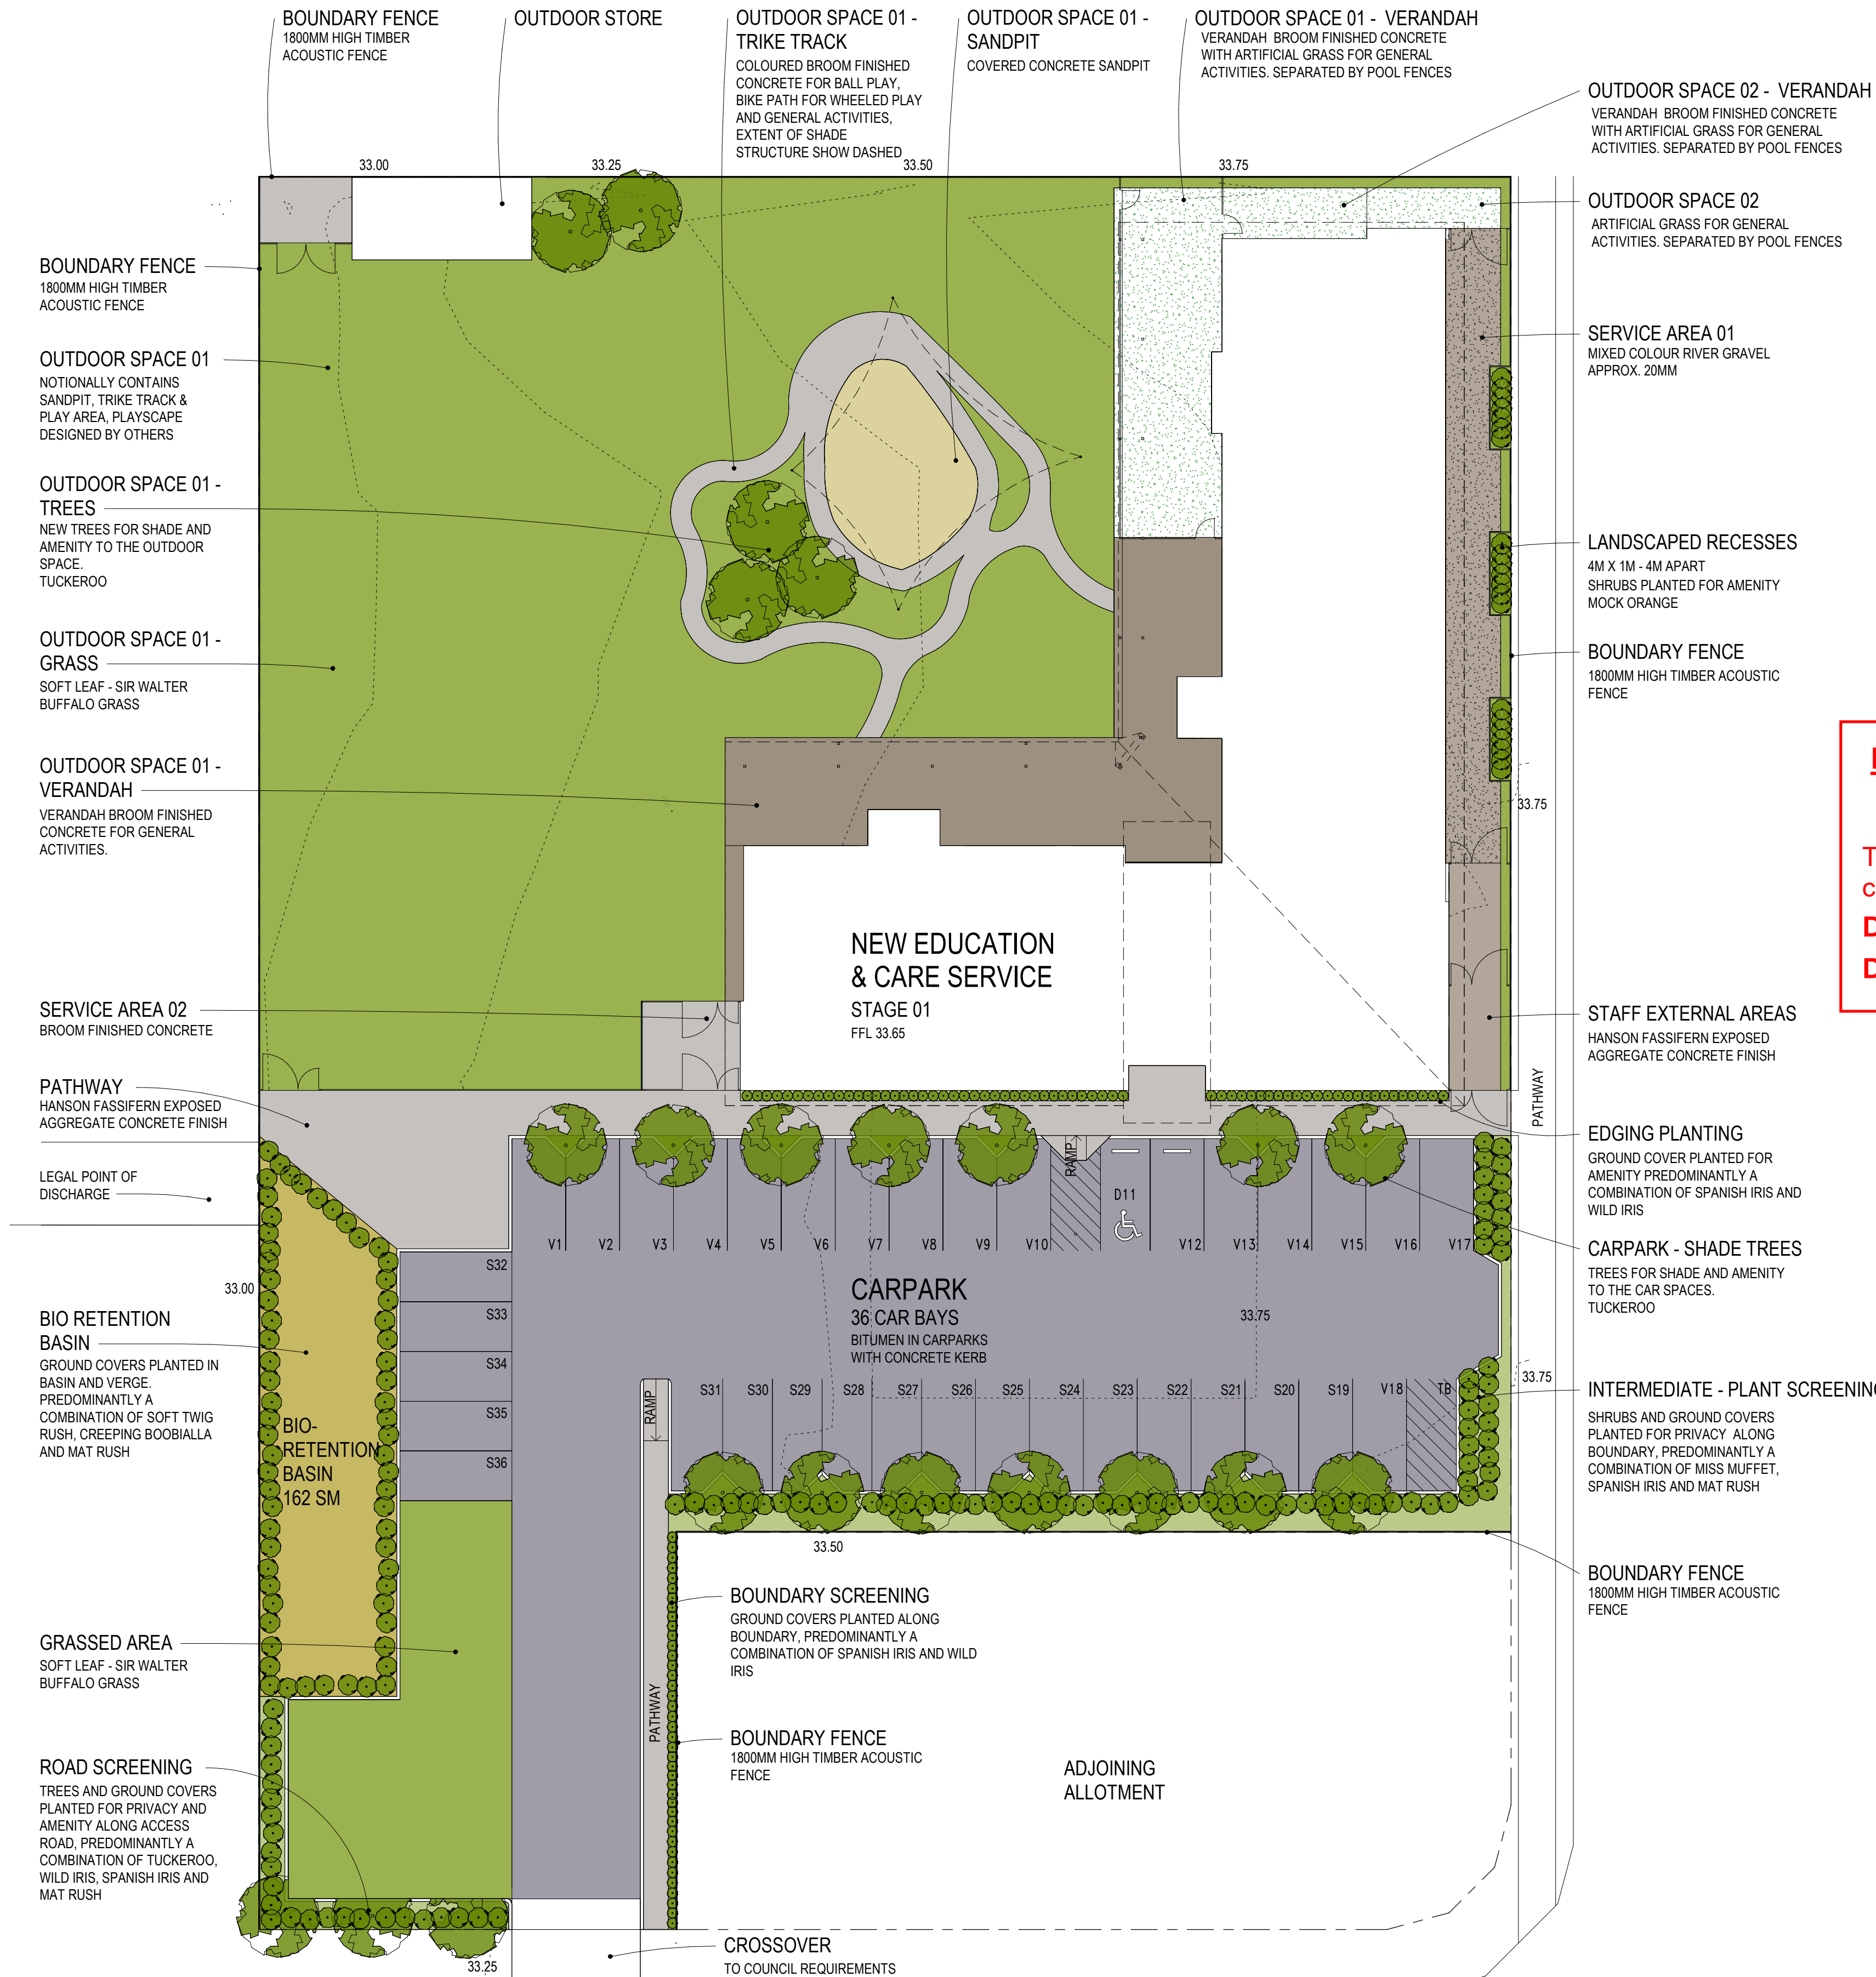 BOUNDARY FENCE
1800MM HIGH TIMBER
ACOUSTIC FENCE
OUTDOOR STORE
OUTDOOR SPACE 01 -
TRIKE TRACK
COLOURED BROOM FINISHED
CONCRETE FOR BALL PLAY,
BIKE PATH FOR WHEELED PLAY
AND GENERAL ACTIVITIES,
EXTENT OF SHADE
STRUCTURE SHOW DASHED
OUTDOOR SPACE 01 -
SANDPIT
COVERED CONCRETE SANDPIT
OUTDOOR SPACE 01 - VERANDAH
VERANDAH BROOM FINISHED CONCRETE
WITH ARTIFICIAL GRASS FOR GENERAL
ACTIVITIES. SEPARATED BY POOL FENCES
OUTDOOR SPACE 02 - VERANDAH
VERANDAH BROOM FINISHED CONCRETE
WITH ARTIFICIAL GRASS FOR GENERAL
ACTIVITIES. SEPARATED BY POOL FENCES
33.00
33.25
33.50
33.75
OUTDOOR SPACE 02
ARTIFICIAL GRASS FOR GENERAL
ACTIVITIES. SEPARATED BY POOL FENCES
BOUNDARY FENCE
1800MM HIGH TIMBER
ACOUSTIC FENCE
SERVICE AREA 01
MIXED COLOUR RIVER GRAVEL
APPROX. 20MM
OUTDOOR SPACE 01
NOTIONALLY CONTAINS
SANDPIT, TRIKE TRACK &
PLAY AREA, PLAYSCAPE
DESIGNED BY OTHERS
OUTDOOR SPACE 01 -
TREES
NEW TREES FOR SHADE AND
AMENITY TO THE OUTDOOR
SPACE.
TUCKEROO
LANDSCAPED RECESSES
4M X 1M - 4M APART
SHRUBS PLANTED FOR AMENITY
MOCK ORANGE
OUTDOOR SPACE 01 -
GRASS
SOFT LEAF - SIR WALTER
BUFFALO GRASS
BOUNDARY FENCE
1800MM HIGH TIMBER ACOUSTIC
FENCE
OUTDOOR SPACE 01 -
VERANDAH
VERANDAH BROOM FINISHED
CONCRETE FOR GENERAL
ACTIVITIES.
33.75
T
c
D
D
NEW EDUCATION
& CARE SERVICE
STAGE 01
FFL 33.65
SERVICE AREA 02
BROOM FINISHED CONCRETE
STAFF EXTERNAL AREAS
HANSON FASSIFERN EXPOSED
AGGREGATE CONCRETE FINISH
PATHWAY
HANSON FASSIFERN EXPOSED
AGGREGATE CONCRETE FINISH
PATHWAY
LEGAL POINT OF
DISCHARGE
EDGING PLANTING
GROUND COVER PLANTED FOR
AMENITY PREDOMINANTLY A
COMBINATION OF SPANISH IRIS AND
WILD IRIS
RAMP
D11
V1
V2
V3
V4
V5
V6
V7
V8
V9
V10
V12
V13
V14
V15
V16
V17
CARPARK - SHADE TREES
TREES FOR SHADE AND AMENITY
TO THE CAR SPACES.
TUCKEROO
S32
S33
S34
S35
S36
33.00
CARPARK
36 CAR BAYS
BITUMEN IN CARPARKS
WITH CONCRETE KERB
33.75
BIO RETENTION
BASIN
GROUND COVERS PLANTED IN
BASIN AND VERGE.
PREDOMINANTLY A
COMBINATION OF SOFT TWIG
RUSH, CREEPING BOOBIALLA
AND MAT RUSH
BIO-
RETENTION
BASIN
162 SM
RAMP
S31
S30
S29
S28
S27
S26
S25
S24
S23
S22
S21
S20
S19
V18
TB
33.75
INTERMEDIATE - PLANT SCREENING
SHRUBS AND GROUND COVERS
PLANTED FOR PRIVACY ALONG
BOUNDARY, PREDOMINANTLY A
COMBINATION OF MISS MUFFET,
SPANISH IRIS AND MAT RUSH
33.50
BOUNDARY FENCE
1800MM HIGH TIMBER ACOUSTIC
FENCE
BOUNDARY SCREENING
GROUND COVERS PLANTED ALONG
BOUNDARY, PREDOMINANTLY A
COMBINATION OF SPANISH IRIS AND WILD
IRIS
GRASSED AREA
SOFT LEAF - SIR WALTER
BUFFALO GRASS
PATHWAY
BOUNDARY FENCE
1800MM HIGH TIMBER ACOUSTIC
FENCE
ADJOINING
ALLOTMENT
ROAD SCREENING
TREES AND GROUND COVERS
PLANTED FOR PRIVACY AND
AMENITY ALONG ACCESS
ROAD, PREDOMINANTLY A
COMBINATION OF TUCKEROO,
WILD IRIS, SPANISH IRIS AND
MAT RUSH
33.25
CROSSOVER
TO COUNCIL REQUIREMENTS